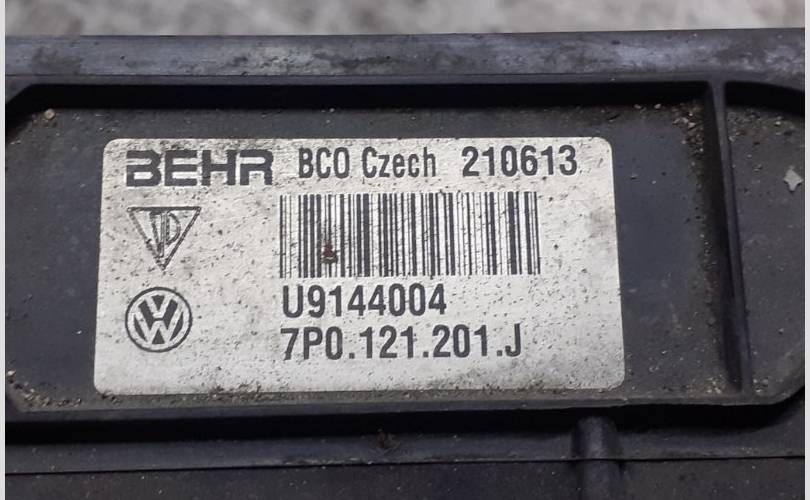 BEHR BCO Czech 210613
U9144004
7P0.121.201.J